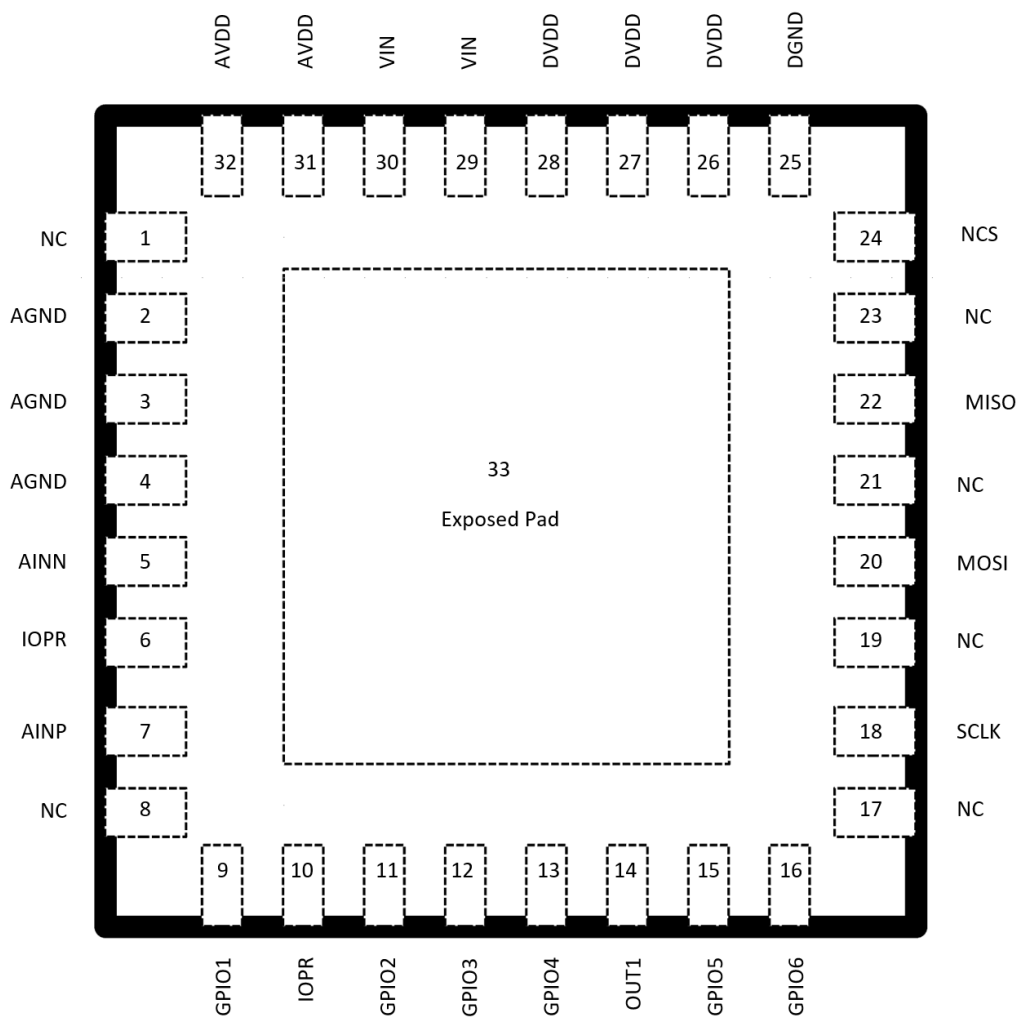 AVDD
AVDD
VIN
VIN
DVDD
DVDD
DVDD
DGND
32
31
30
29
28
27
26
25
NC
1
24
NCS
AGND
2
23
NC
AGND
3
22
MISO
AGND
4
21
NC
33
Exposed Pad
AINN
5
20
MOSI
IOPR
6
19
NC
AINP
7
18
SCLK
NC
8
17
NC
9
10
11
12
13
14
15
16
GPIO1
IOPR
GPIO2
GPIO3
GPIO4
OUT1
GPIO5
GPIO6